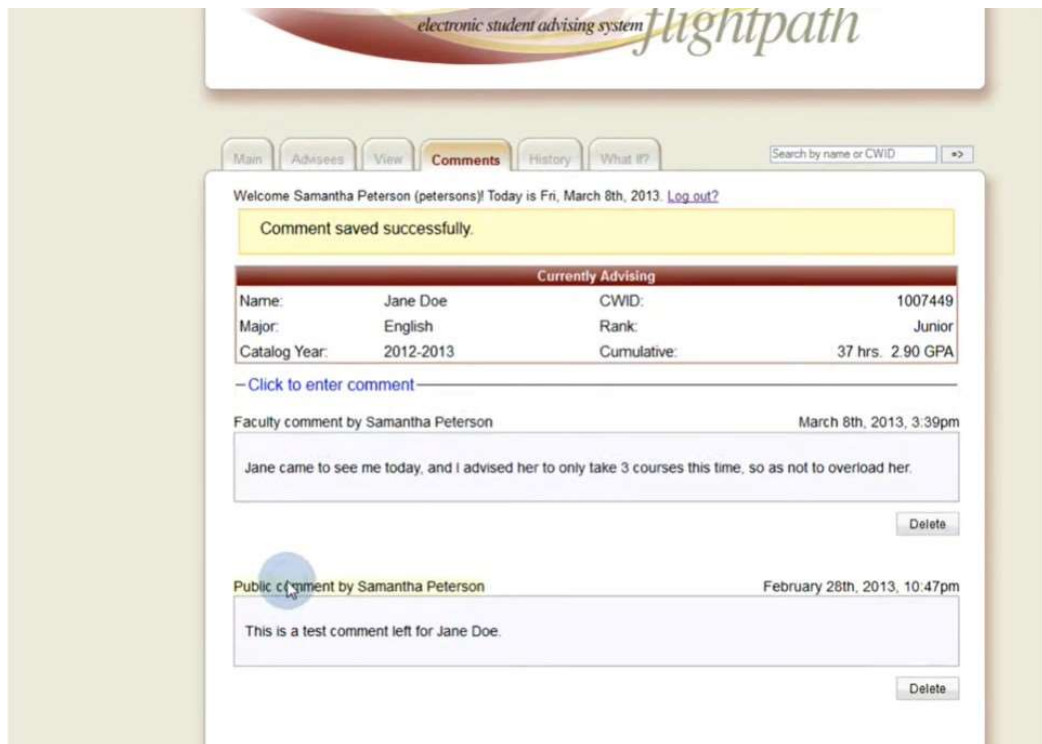 electronic student advising system flightpath
Main Advisees View Comments History What If? Search by name or CWID =>
Welcome Samantha Peterson (petersons)! Today is Fri, March 8th, 2013. Log out?
Comment saved successfully.
Currently Advising
Name: Jane Doe CWID: 1007449
Major: English Rank: Junior
Catalog Year: 2012-2013 Cumulative: 37 hrs. 2.90 GPA
Click to enter comment
Faculty comment by Samantha Peterson March 8th, 2013, 3:39pm
Jane came to see me today, and I advised her to only take 3 courses this time, so as not to overload her.
Delete
Public comment by Samantha Peterson February 28th, 2013, 10:47pm
This is a test comment left for Jane Doe.
Delete